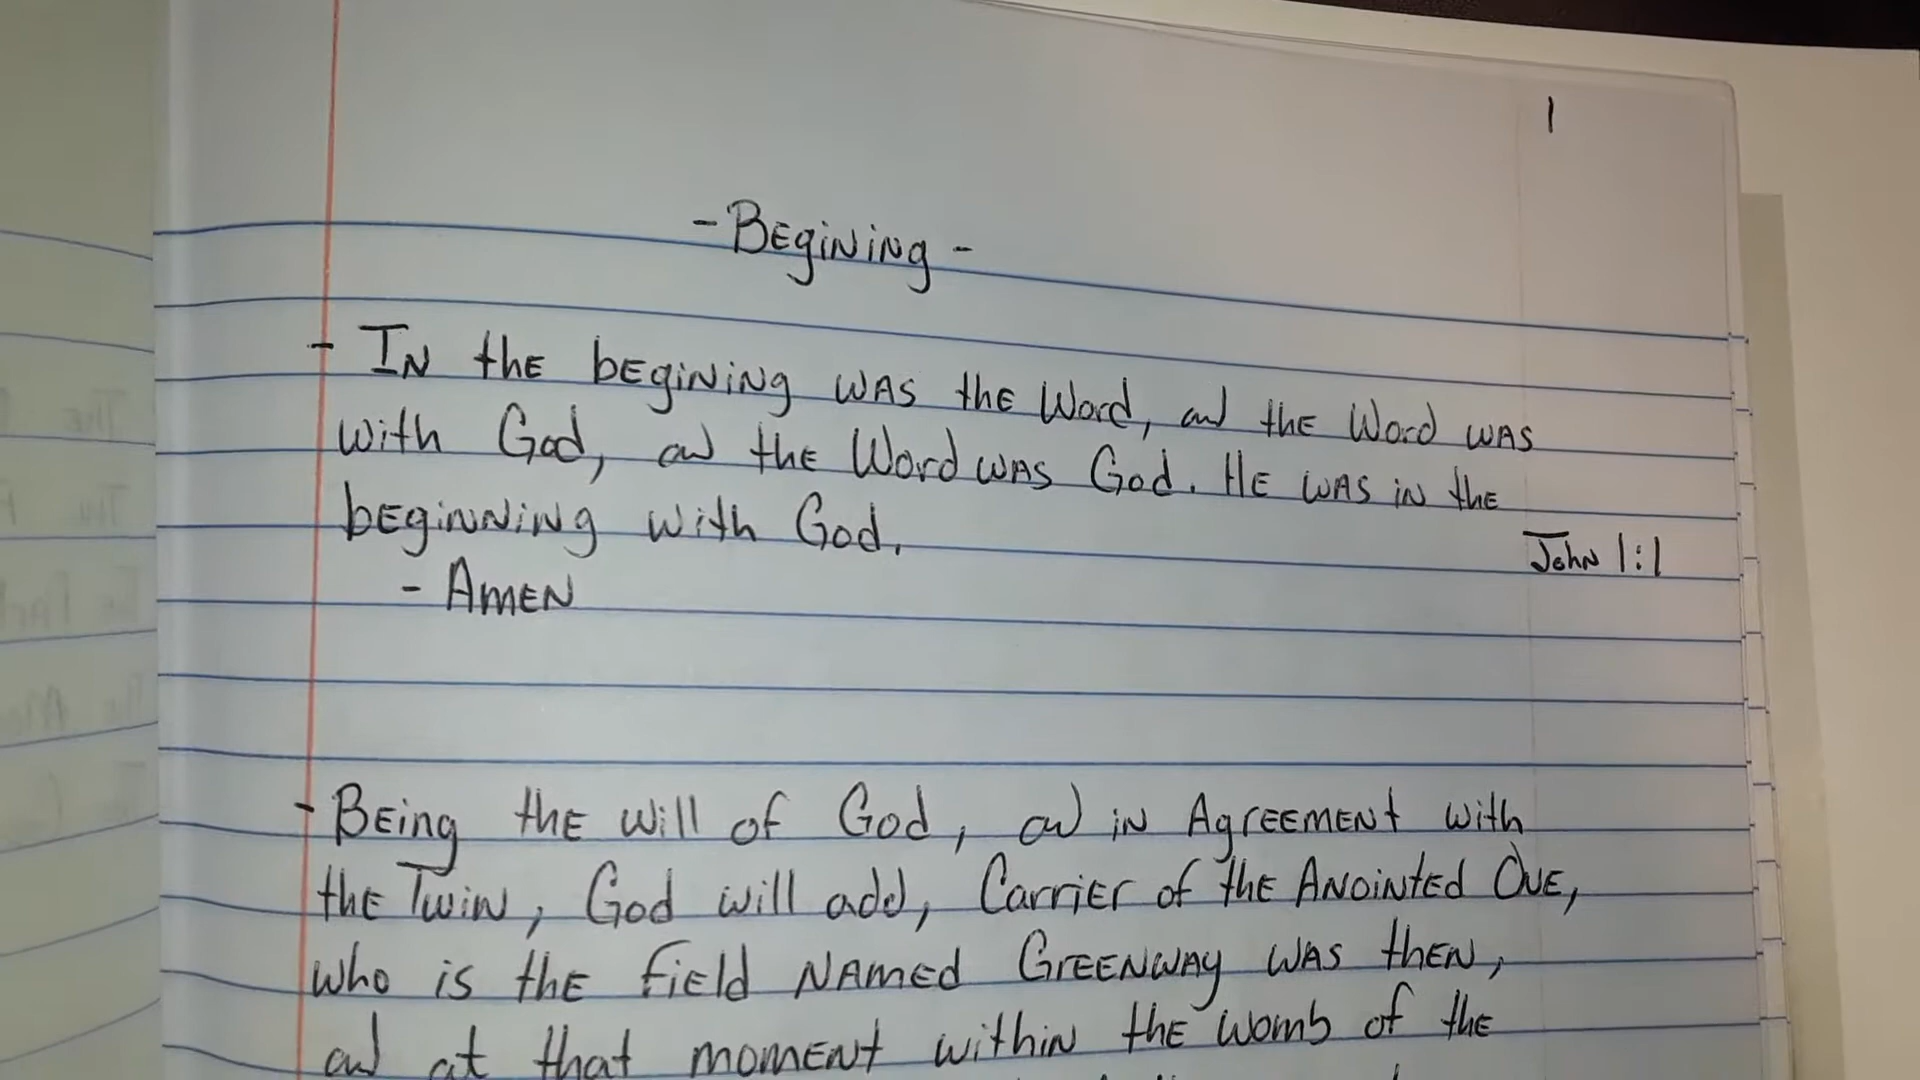 1
- Begining -
- In the begining was the Word, and the Word was
with God, and the Word was God. He was in the
beginning with God.
John 1:1
- Amen
- Being the will of God, and in Agreement with
the Twin, God will add, Carrier of the Anointed One,
who is the field named Greenway was then,
and at that moment within the womb of the